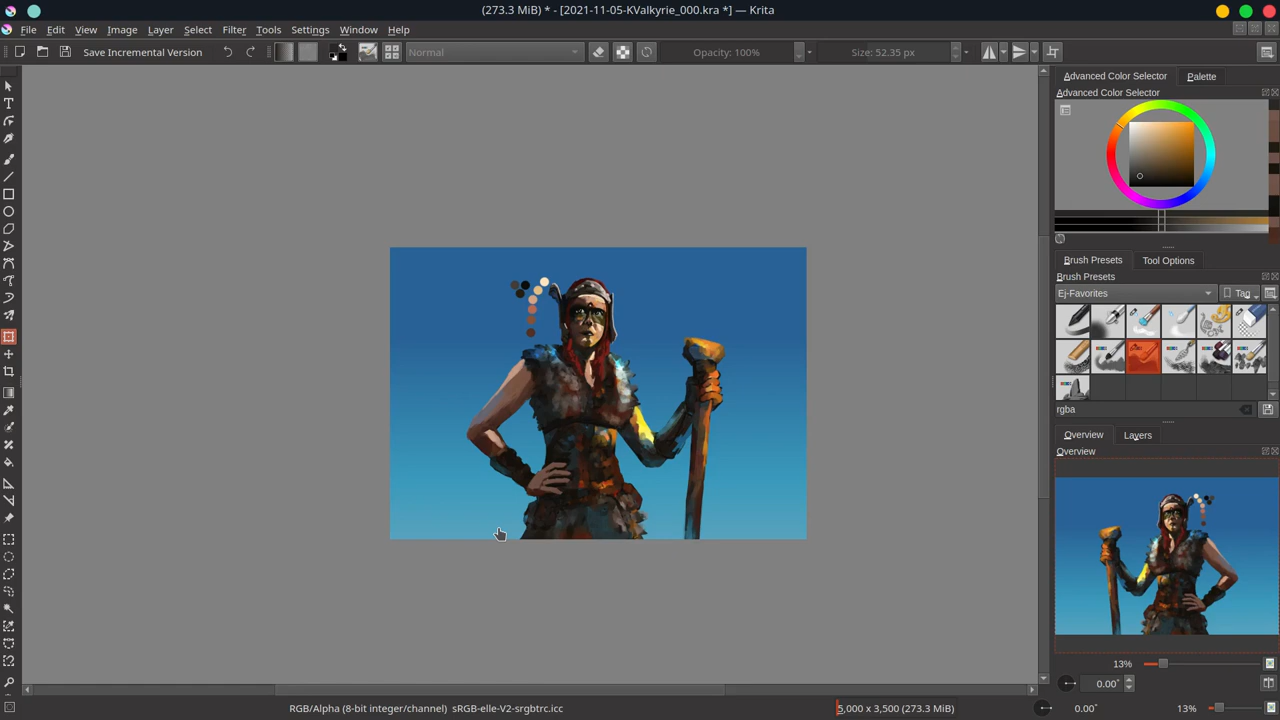 (273.3 MiB) * - [2021-11-05-KValkyrie_000.kra *] — Krita
File Edit View Image Layer Select Filter Tools Settings Window Help
Save Incremental Version Normal Opacity: 100% Size: 52.35 px
Advanced Color Selector Palette
Advanced Color Selector
Brush Presets Tool Options
Brush Presets
Ej-Favorites Tag
rgba
Overview Layers
Overview
13%
0.00°
RGB/Alpha (8-bit integer/channel) sRGB-elle-V2-srgbtrc.icc 5,000 x 3,500 (273.3 MiB) 0.00° 13%